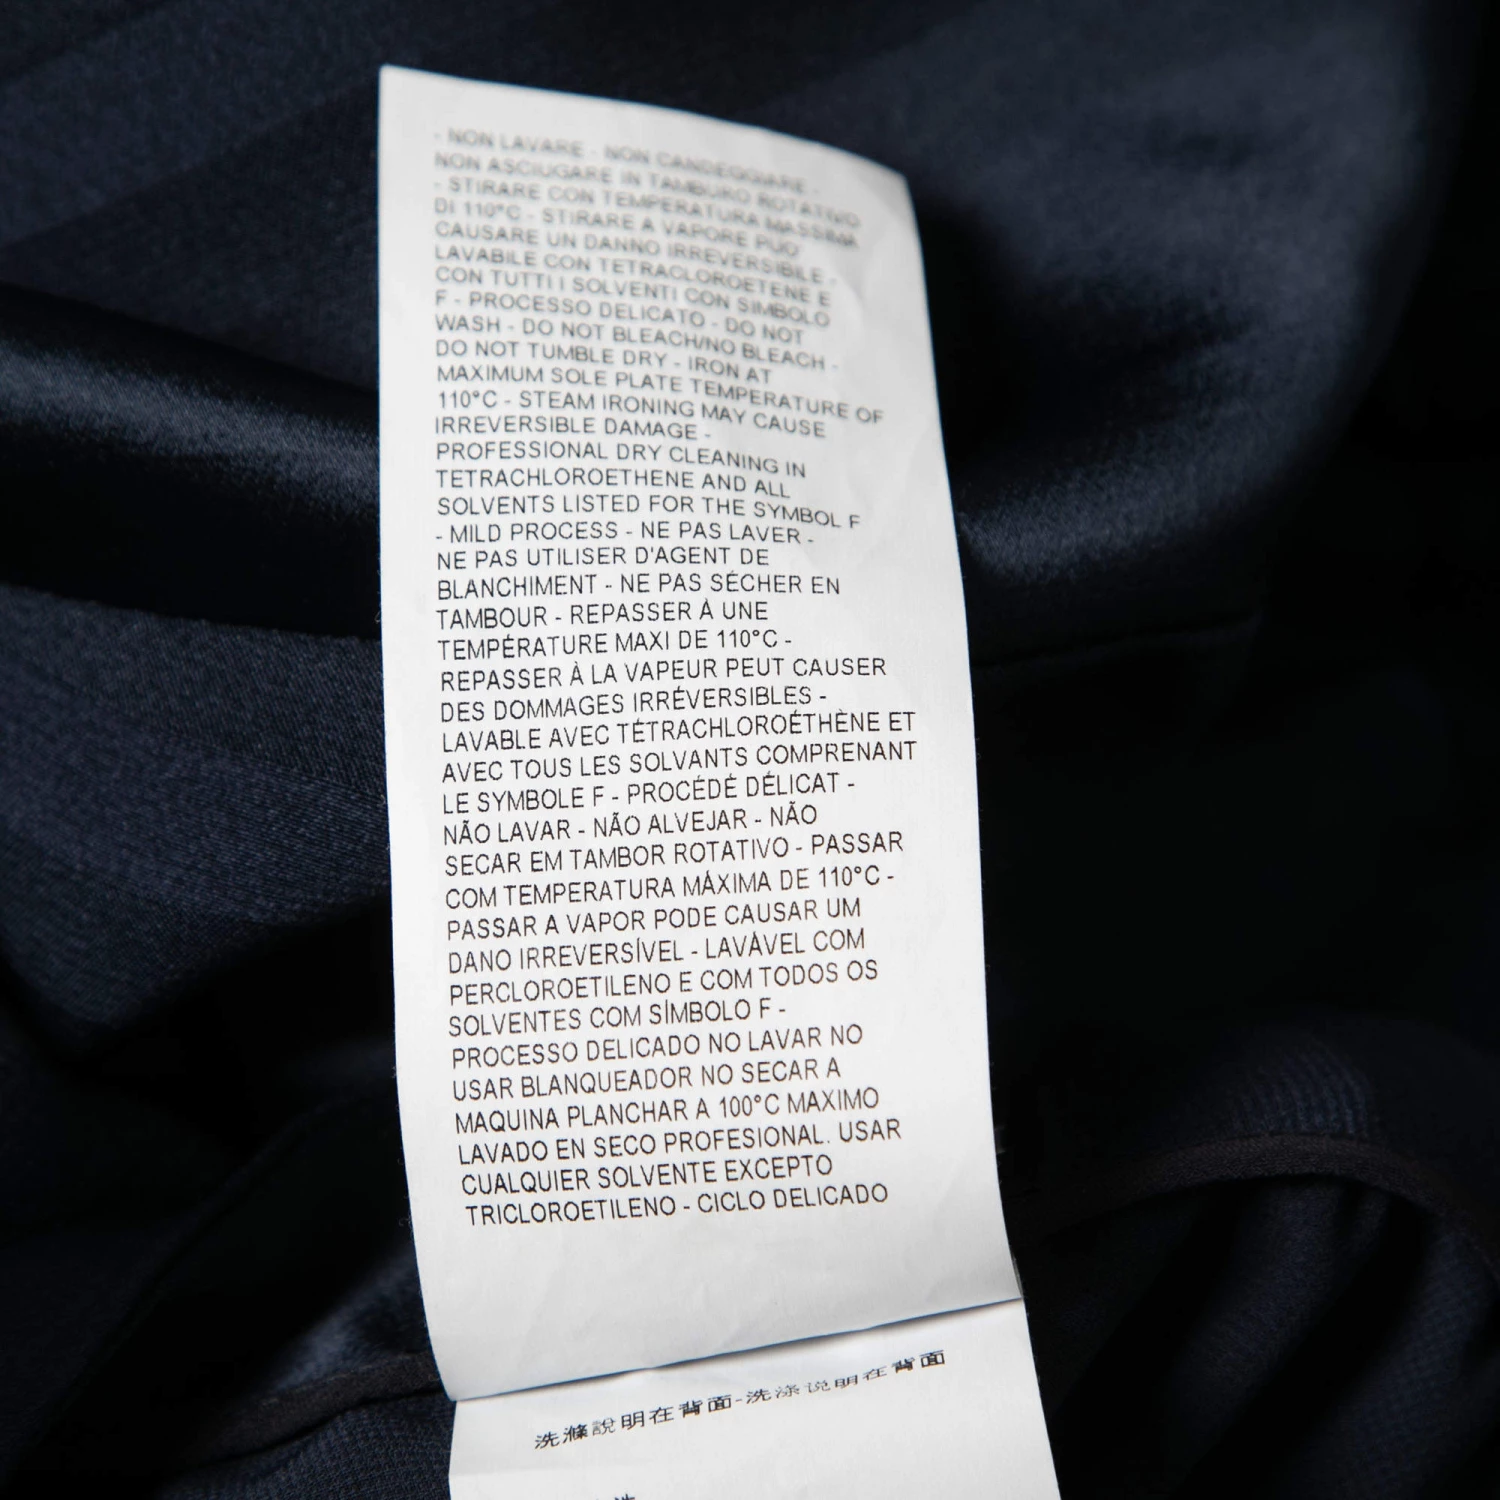 - NON LAVARE - NON CANDEGGIARE -
NON ASCIUGARE IN TAMBURO ROTATIVO
- STIRARE CON TEMPERATURA MASSIMA
DI 110°C - STIRARE A VAPORE PUO'
CAUSARE UN DANNO IRREVERSIBILE -
LAVABILE CON TETRACLOROETENE E
CON TUTTI I SOLVENTI CON SIMBOLO
F - PROCESSO DELICATO - DO NOT
WASH - DO NOT BLEACH/NO BLEACH -
DO NOT TUMBLE DRY - IRON AT
MAXIMUM SOLE PLATE TEMPERATURE OF
110°C - STEAM IRONING MAY CAUSE
IRREVERSIBLE DAMAGE -
PROFESSIONAL DRY CLEANING IN
TETRACHLOROETHENE AND ALL
SOLVENTS LISTED FOR THE SYMBOL F
- MILD PROCESS - NE PAS LAVER -
NE PAS UTILISER D'AGENT DE
BLANCHIMENT - NE PAS SÉCHER EN
TAMBOUR - REPASSER À UNE
TEMPÉRATURE MAXI DE 110°C -
REPASSER À LA VAPEUR PEUT CAUSER
DES DOMMAGES IRRÉVERSIBLES -
LAVABLE AVEC TÉTRACHLOROÉTHÈNE ET
AVEC TOUS LES SOLVANTS COMPRENANT
LE SYMBOLE F - PROCÉDÉ DÉLICAT -
NÃO LAVAR - NÃO ALVEJAR - NÃO
SECAR EM TAMBOR ROTATIVO - PASSAR
COM TEMPERATURA MÁXIMA DE 110°C -
PASSAR A VAPOR PODE CAUSAR UM
DANO IRREVERSÍVEL - LAVÁVEL COM
PERCLOROETILENO E COM TODOS OS
SOLVENTES COM SÍMBOLO F -
PROCESSO DELICADO NO LAVAR NO
USAR BLANQUEADOR NO SECAR A
MAQUINA PLANCHAR A 100°C MAXIMO
LAVADO EN SECO PROFESIONAL. USAR
CUALQUIER SOLVENTE EXCEPTO
TRICLOROETILENO - CICLO DELICADO
洗滌說明在背面-洗涤说明在背面